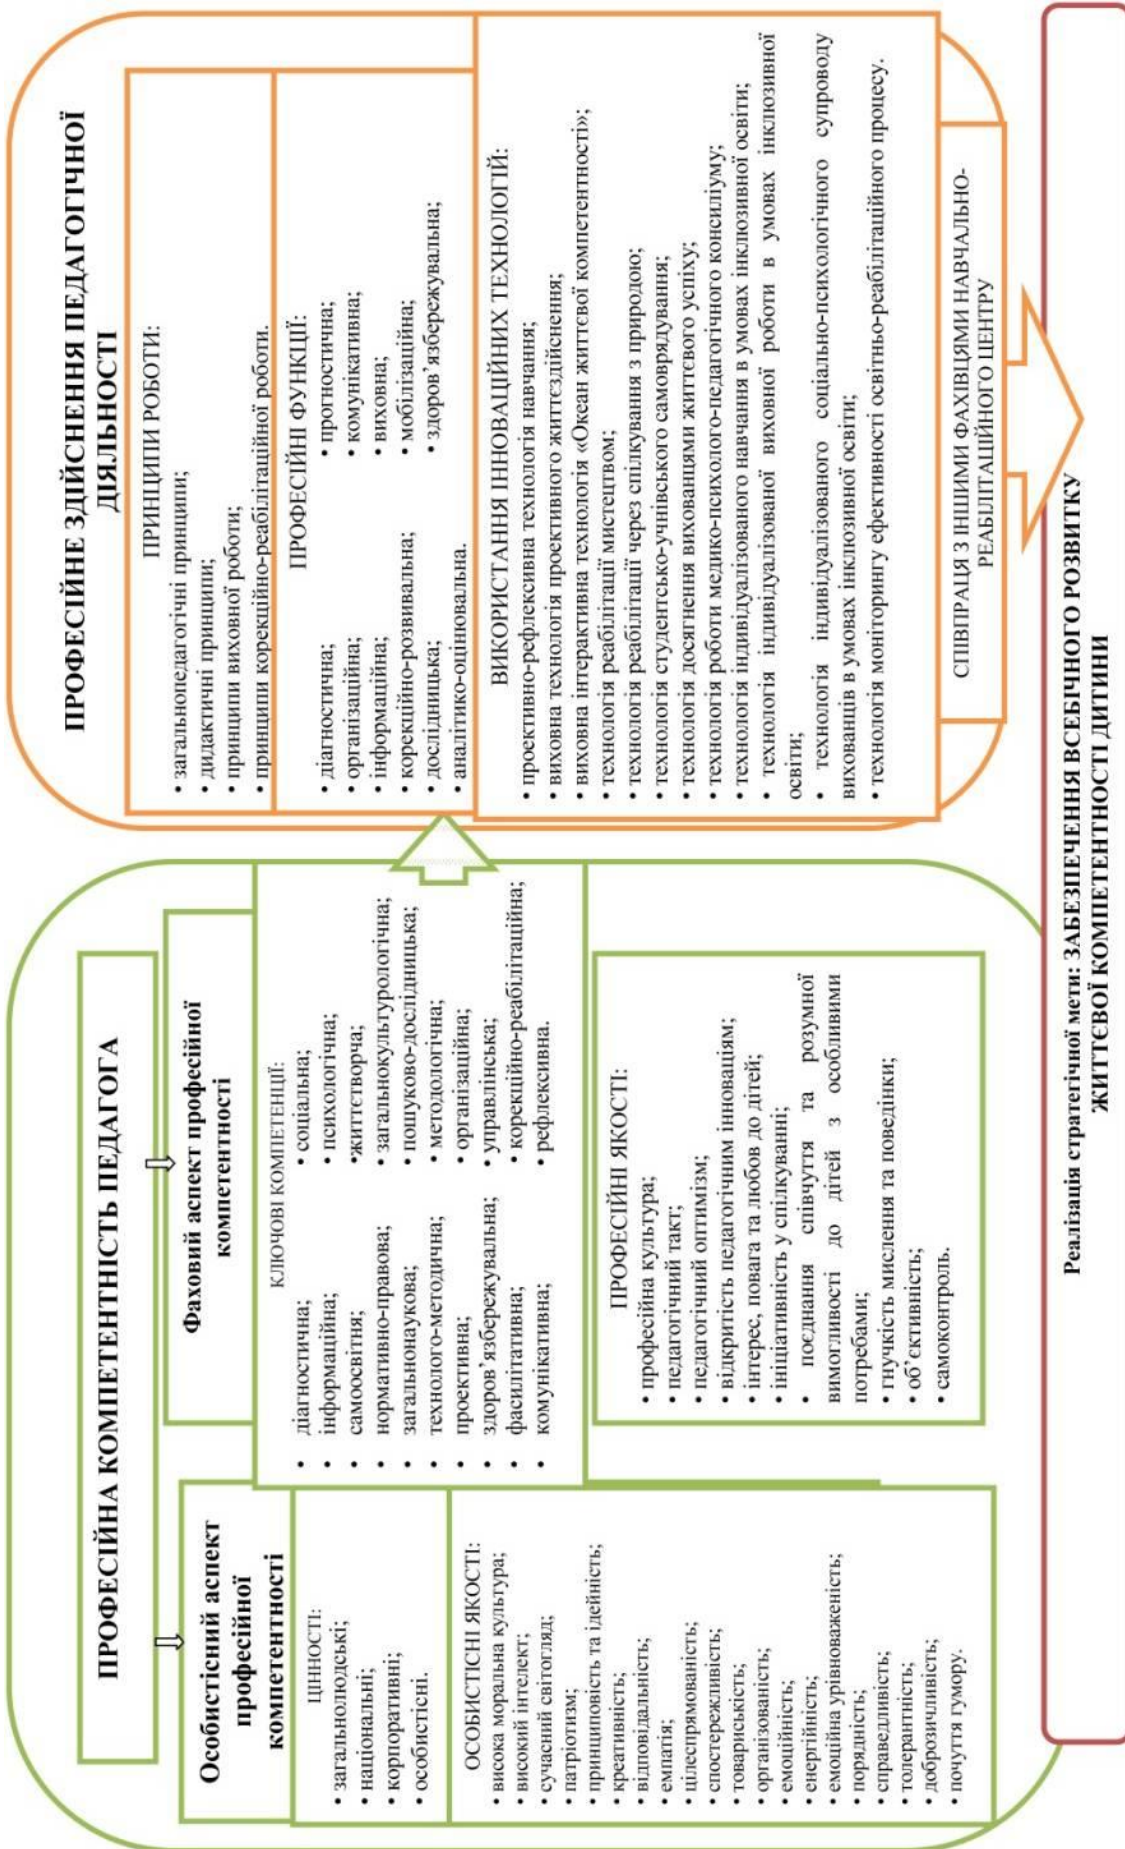 ПРОФЕСІЙНА КОМПЕТЕНТНІСТЬ ПЕДАГОГА
Особистісний аспект
професійної
компетентності
ЦІННОСТІ:
• загальнолюдські;
• національні;
• корпоративні;
• особистісні.
ОСОБИСТІСНІ ЯКОСТІ:
• висока моральна культура;
• високий інтелект;
• сучасний світогляд;
• патріотизм;
• принциповість та ідейність;
• креативність;
• відповідальність;
• емпатія;
• цілеспрямованість;
• спостережливість;
• товариськість;
• організованість;
• емоційність;
• енергійність;
• емоційна урівноваженість;
• порядність;
• справедливість;
• толерантність;
• доброзичливість;
• почуття гумору.
Фаховий аспект професійної
компетентності
КЛЮЧОВІ КОМПЕТЕНЦІЇ:
• діагностична;
• інформаційна;
• самоосвітня;
• нормативно-правова;
• загальнонаукова;
• технолого-методична;
• проективна;
• здоров’язбережувальна;
• фасилітативна;
• комунікативна;
• соціальна;
• психологічна;
•життєтворча;
• загальнокультурологічна;
• пошуково-дослідницька;
• методологічна;
• організаційна;
• управлінська;
• корекційно-реабілітаційна;
• рефлексивна.
ПРОФЕСІЙНІ ЯКОСТІ:
• професійна культура;
• педагогічний такт;
• педагогічний оптимізм;
• відкритість педагогічним інноваціям;
• інтерес, повага та любов до дітей;
• ініціативність у спілкуванні;
• поєднання співчуття та розумної
вимогливості до дітей з особливими
потребами;
• гнучкість мислення та поведінки;
• об’єктивність;
• самоконтроль.
ПРОФЕСІЙНЕ ЗДІЙСНЕННЯ ПЕДАГОГІЧНОЇ
ДІЯЛЬНОСТІ
ПРИНЦИПИ РОБОТИ:
• загальнопедагогічні принципи;
• дидактичні принципи;
• принципи виховної роботи;
• принципи корекційно-реабілітаційної роботи.
ПРОФЕСІЙНІ ФУНКЦІЇ:
• діагностична;
• організаційна;
• інформаційна;
• корекційно-розвивальна;
• дослідницька;
• аналітико-оцінювальна.
• прогностична;
• комунікативна;
• виховна;
• мобілізаційна;
• здоров’язбережувальна;
ВИКОРИСТАННЯ ІННОВАЦІЙНИХ ТЕХНОЛОГІЙ:
• проективно-рефлексивна технологія навчання;
• виховна технологія проективного життєздійснення;
• виховна інтерактивна технологія «Океан життєвої компетентності»;
• технологія реабілітації мистецтвом;
• технологія реабілітації через спілкування з природою;
• технологія студентсько-учнівського самоврядування;
• технологія досягнення вихованцями життєвого успіху;
• технологія роботи медико-психолого-педагогічного консиліуму;
• технологія індивідуалізованого навчання в умовах інклюзивної освіти;
• технологія індивідуалізованої виховної роботи в умовах інклюзивної
освіти;
• технологія індивідуалізованого соціально-психологічного супроводу
вихованців в умовах інклюзивної освіти;
• технологія моніторингу ефективності освітньо-реабілітаційного процесу.
СПІВПРАЦЯ З ІНШИМИ ФАХІВЦЯМИ НАВЧАЛЬНО-
РЕАБІЛІТАЦІЙНОГО ЦЕНТРУ
Реалізація стратегічної мети: ЗАБЕЗПЕЧЕННЯ ВСЕБІЧНОГО РОЗВИТКУ
ЖИТТЄВОЇ КОМПЕТЕНТНОСТІ ДИТИНИ